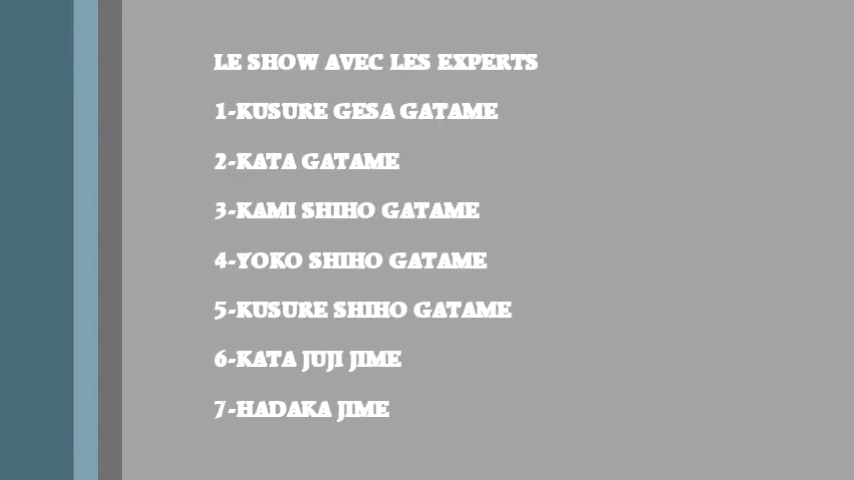 LE SHOW AVEC LES EXPERTS
1-KUSURE GESA GATAME
2-KATA GATAME
3-KAMI SHIHO GATAME
4-YOKO SHIHO GATAME
5-KUSURE SHIHO GATAME
6-KATA JUJI JIME
7-HADAKA JIME